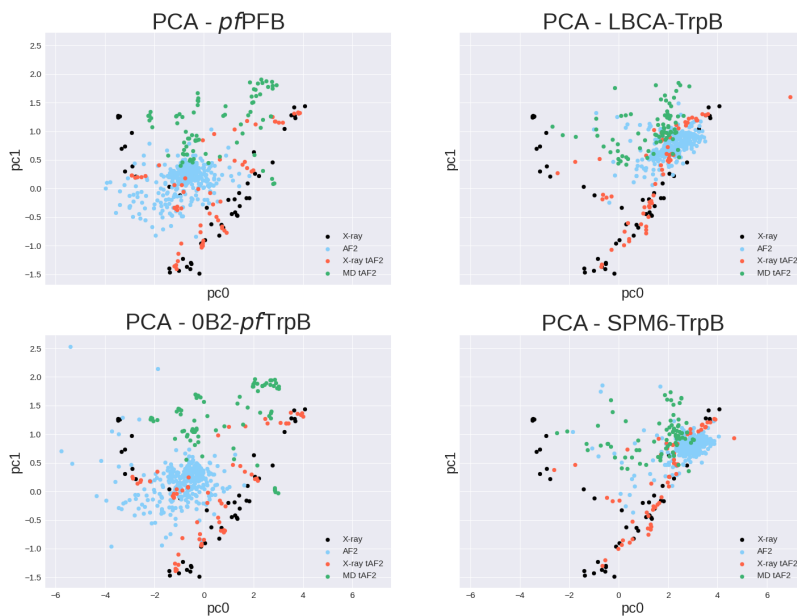 PCA - pfPFB
PCA - LBCA-TrpB
pc1
2.5
2.0
1.5
1.0
0.5
0.0
−0.5
−1.0
−1.5
X-ray
AF2
X-ray tAF2
MD tAF2
pc0
pc1
X-ray
AF2
X-ray tAF2
MD tAF2
pc0
PCA - 0B2-pfTrpB
PCA - SPM6-TrpB
pc1
2.5
2.0
1.5
1.0
0.5
0.0
−0.5
−1.0
−1.5
X-ray
AF2
X-ray tAF2
MD tAF2
−6 −4 −2 0 2 4 6
pc0
pc1
X-ray
AF2
X-ray tAF2
MD tAF2
−6 −4 −2 0 2 4 6
pc0